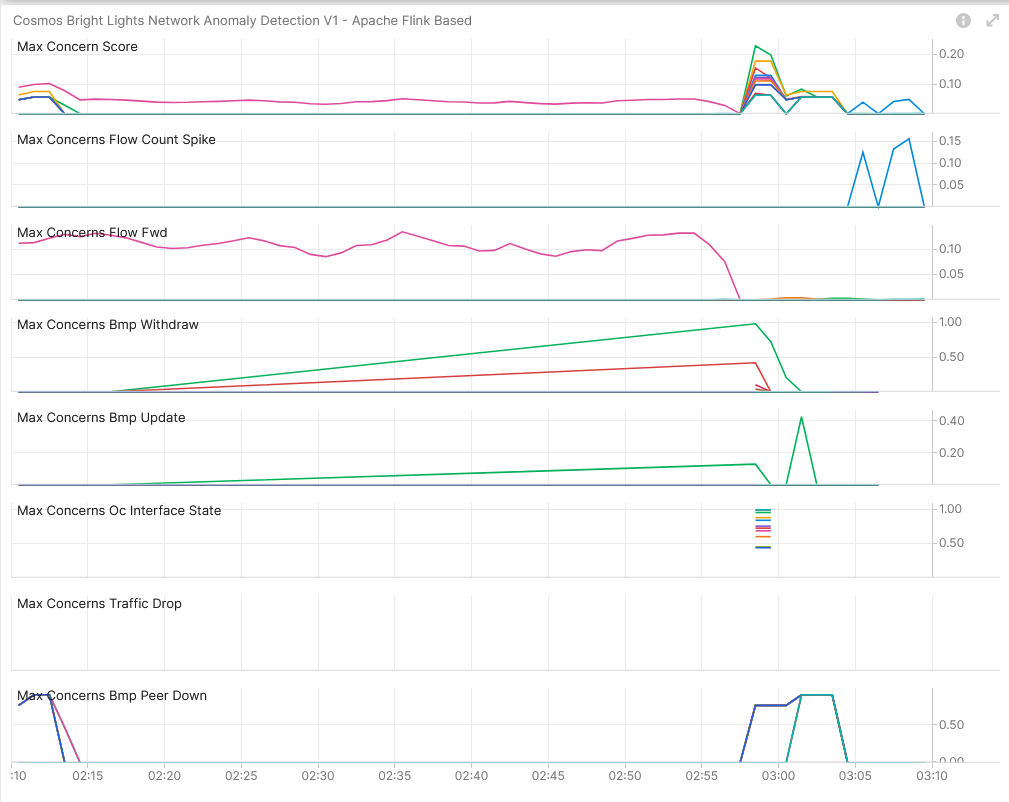 Cosmos Bright Lights Network Anomaly Detection V1 - Apache Flink Based
Max Concern Score
0.20
0.10
Max Concerns Flow Count Spike
0.15
0.10
0.05
Max Concerns Flow Fwd
0.10
0.05
Max Concerns Bmp Withdraw
1.00
0.50
Max Concerns Bmp Update
0.40
0.20
Max Concerns Oc Interface State
1.00
0.50
Max Concerns Traffic Drop
Max Concerns Bmp Peer Down
0.50
0.00
:10 02:15 02:20 02:25 02:30 02:35 02:40 02:45 02:50 02:55 03:00 03:05 03:10